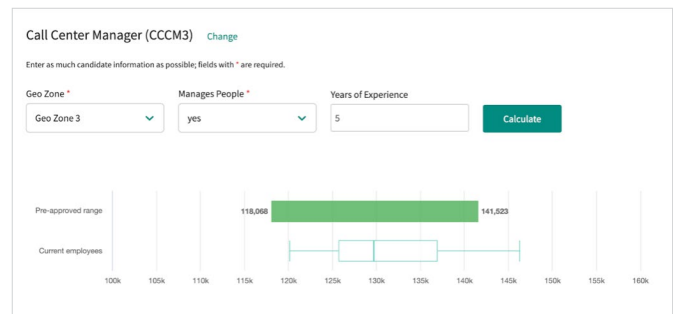 Call Center Manager (CCCM3) Change
Enter as much candidate information as possible; fields with * are required.
Geo Zone * Manages People * Years of Experience
Geo Zone 3 yes 5 Calculate
Pre-approved range 118,068 141,523
Current employees
100k 105k 110k 115k 120k 125k 130k 135k 140k 145k 150k 155k 160k